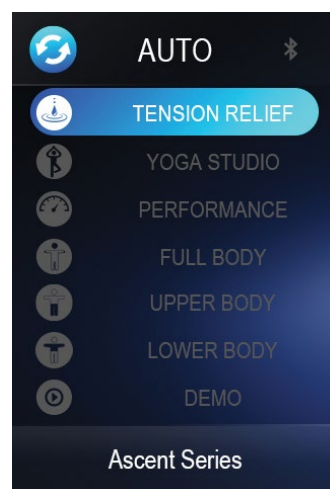 AUTO
TENSION RELIEF
YOGA STUDIO
PERFORMANCE
FULL BODY
UPPER BODY
LOWER BODY
DEMO
Ascent Series